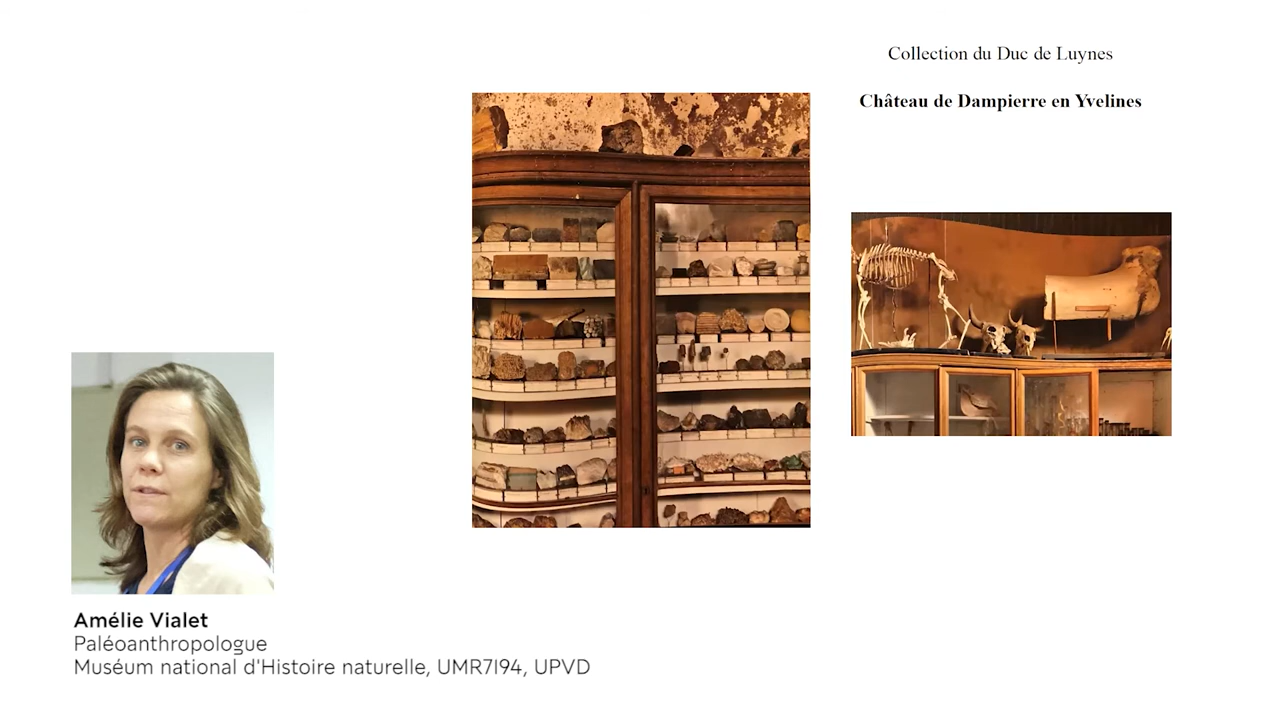 Collection du Duc de Luynes
Château de Dampierre en Yvelines
Amélie Vialet
Paléoanthropologue
Muséum national d'Histoire naturelle, UMR7194, UPVD